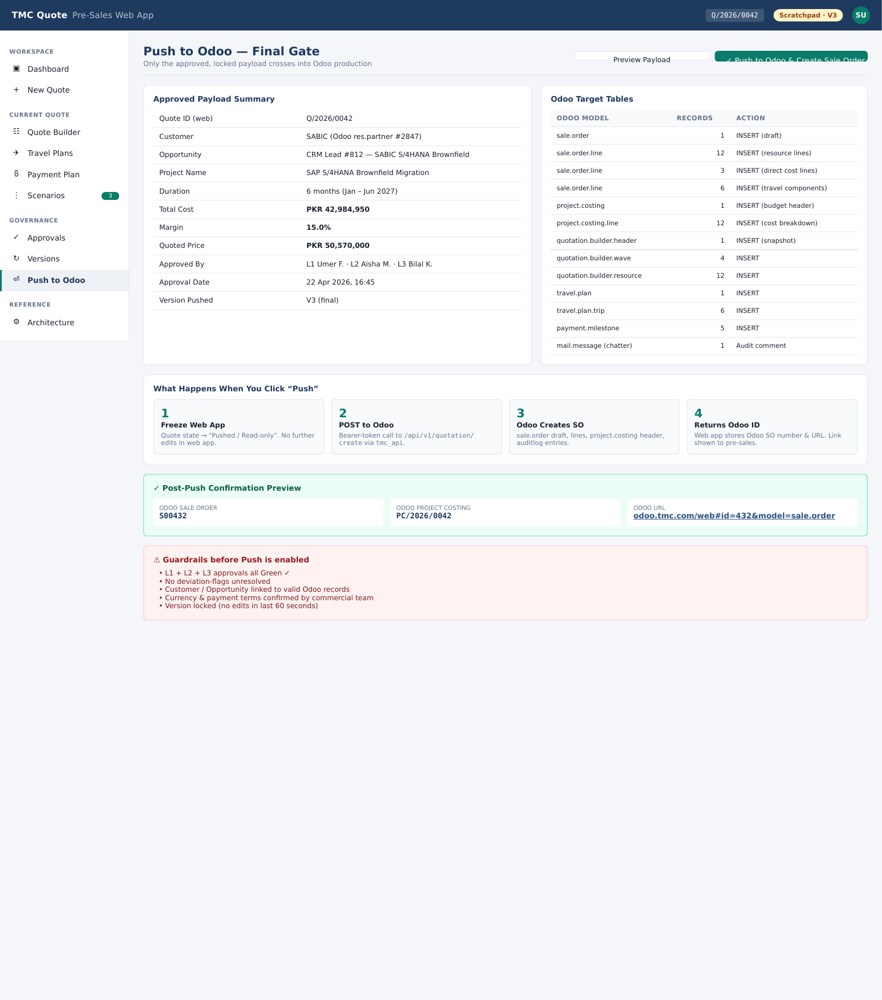 TMC Quote Pre-Sales Web App
Q/2026/0042
Scratchpad · V3
SU
WORKSPACE
▣ Dashboard
+ New Quote
CURRENT QUOTE
☷ Quote Builder
✈ Travel Plans
₿ Payment Plan
⋮ Scenarios 3
GOVERNANCE
✓ Approvals
↻ Versions
⏎ Push to Odoo
REFERENCE
⚙ Architecture
Push to Odoo — Final Gate
Only the approved, locked payload crosses into Odoo production
Preview Payload
✓ Push to Odoo & Create Sale Order
Approved Payload Summary
Quote ID (web) Q/2026/0042
Customer SABIC (Odoo res.partner #2847)
Opportunity CRM Lead #812 — SABIC S/4HANA Brownfield
Project Name SAP S/4HANA Brownfield Migration
Duration 6 months (Jan – Jun 2027)
Total Cost PKR 42,984,950
Margin 15.0%
Quoted Price PKR 50,570,000
Approved By L1 Umer F. · L2 Aisha M. · L3 Bilal K.
Approval Date 22 Apr 2026, 16:45
Version Pushed V3 (final)
Odoo Target Tables
ODOO MODEL RECORDS ACTION
sale.order 1 INSERT (draft)
sale.order.line 12 INSERT (resource lines)
sale.order.line 3 INSERT (direct cost lines)
sale.order.line 6 INSERT (travel components)
project.costing 1 INSERT (budget header)
project.costing.line 12 INSERT (cost breakdown)
quotation.builder.header 1 INSERT (snapshot)
quotation.builder.wave 4 INSERT
quotation.builder.resource 12 INSERT
travel.plan 1 INSERT
travel.plan.trip 6 INSERT
payment.milestone 5 INSERT
mail.message (chatter) 1 Audit comment
What Happens When You Click “Push”
1
Freeze Web App
Quote state → “Pushed / Read-only”. No further
edits in web app.
2
POST to Odoo
Bearer-token call to /api/v1/quotation/
create via tmc_api.
3
Odoo Creates SO
sale.order draft, lines, project.costing header,
auditlog entries.
4
Returns Odoo ID
Web app stores Odoo SO number & URL. Link
shown to pre-sales.
✓ Post-Push Confirmation Preview
ODOO SALE ORDER
S00432
ODOO PROJECT COSTING
PC/2026/0042
ODOO URL
odoo.tmc.com/web#id=432&model=sale.order
⚠ Guardrails before Push is enabled
• L1 + L2 + L3 approvals all Green ✓
• No deviation-flags unresolved
• Customer / Opportunity linked to valid Odoo records
• Currency & payment terms confirmed by commercial team
• Version locked (no edits in last 60 seconds)